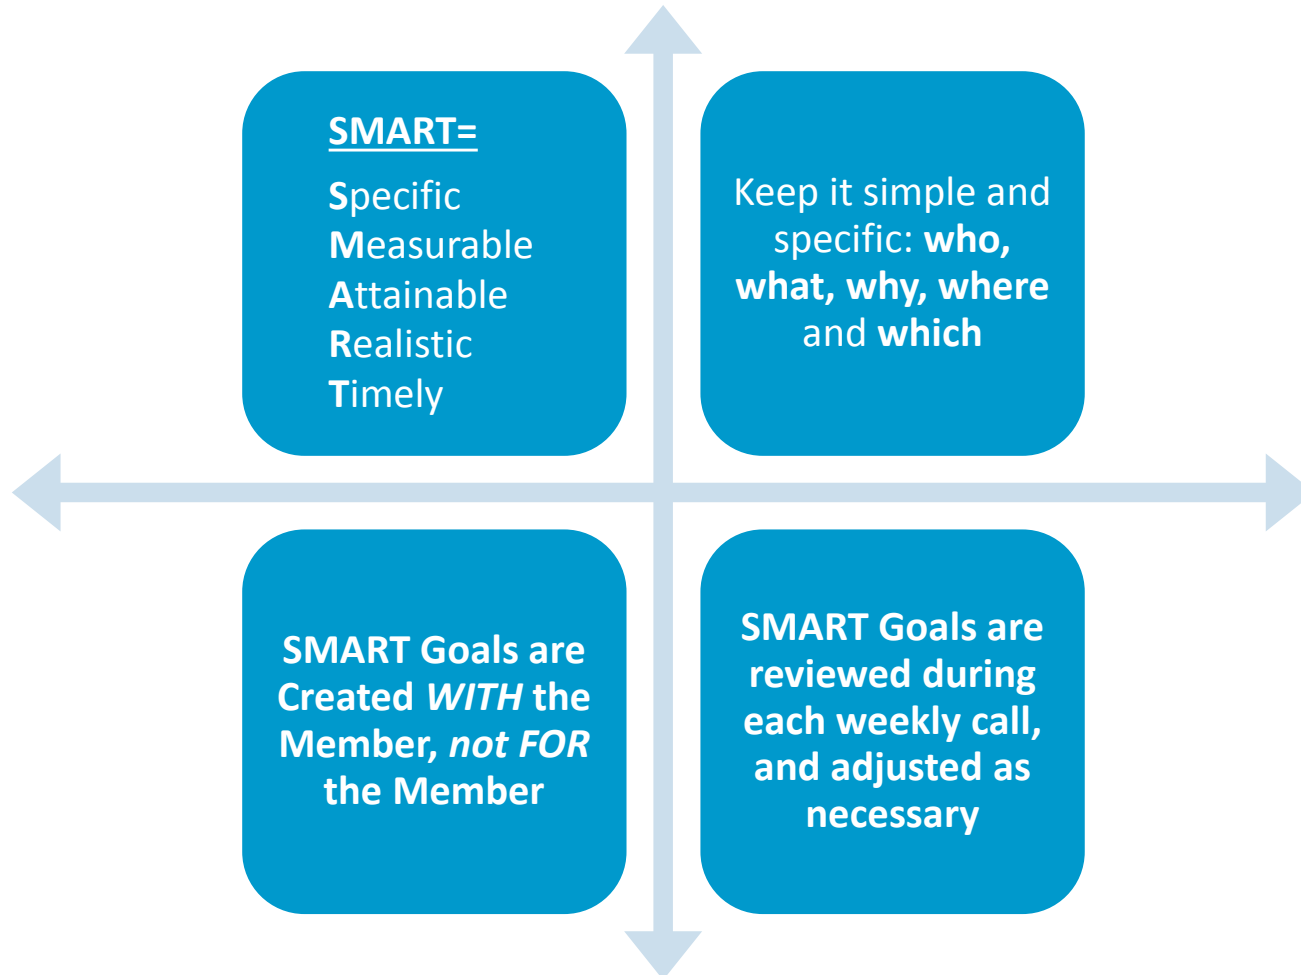 SMART=
Specific
Measurable
Attainable
Realistic
Timely
Keep it simple and
specific: who,
what, why, where
and which
SMART Goals are
Created WITH the
Member, not FOR
the Member
SMART Goals are
reviewed during
each weekly call,
and adjusted as
necessary